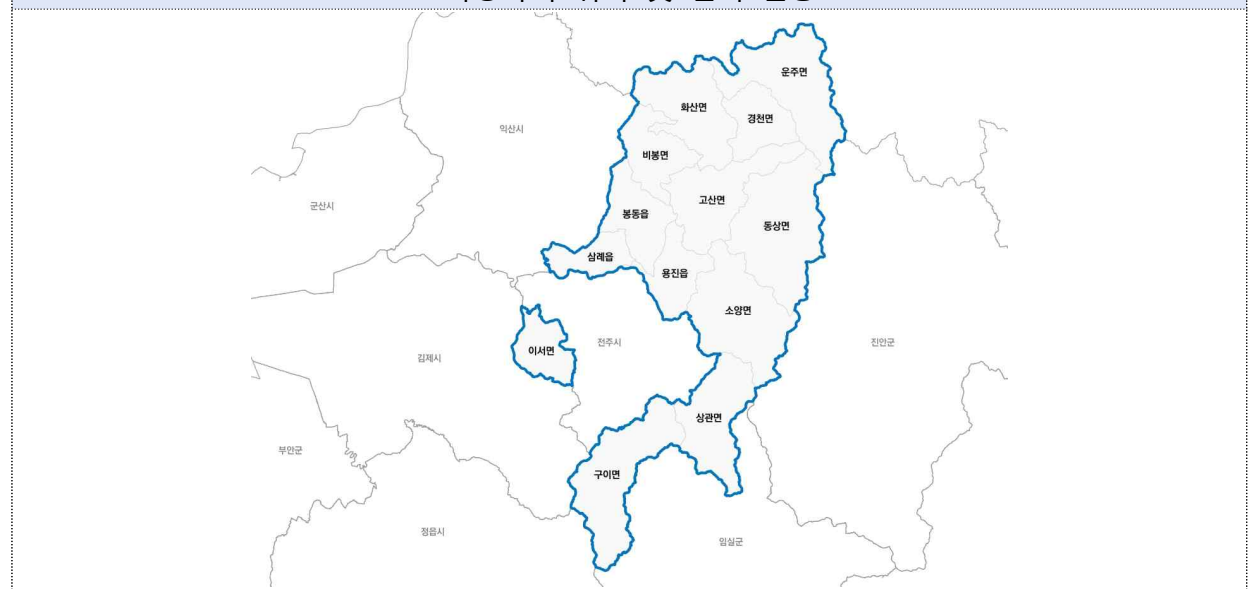 운주면
화산면
경천면
익산시
비봉면
고산면
군산시
봉동읍
동상면
삼례읍
용진읍
소양면
전주시
진안군
이서면
김제시
상관면
부안군
구이면
정읍시
임실군